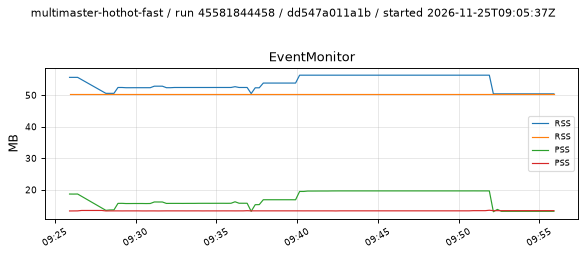 multimaster-hothot-fast / run 45581844458 / dd547a011a1b / started 2026-11-25T09:05:37Z
EventMonitor
MB
50
40
30
20
RSS
RSS
PSS
PSS
09:25
09:30
09:35
09:40
09:45
09:50
09:55